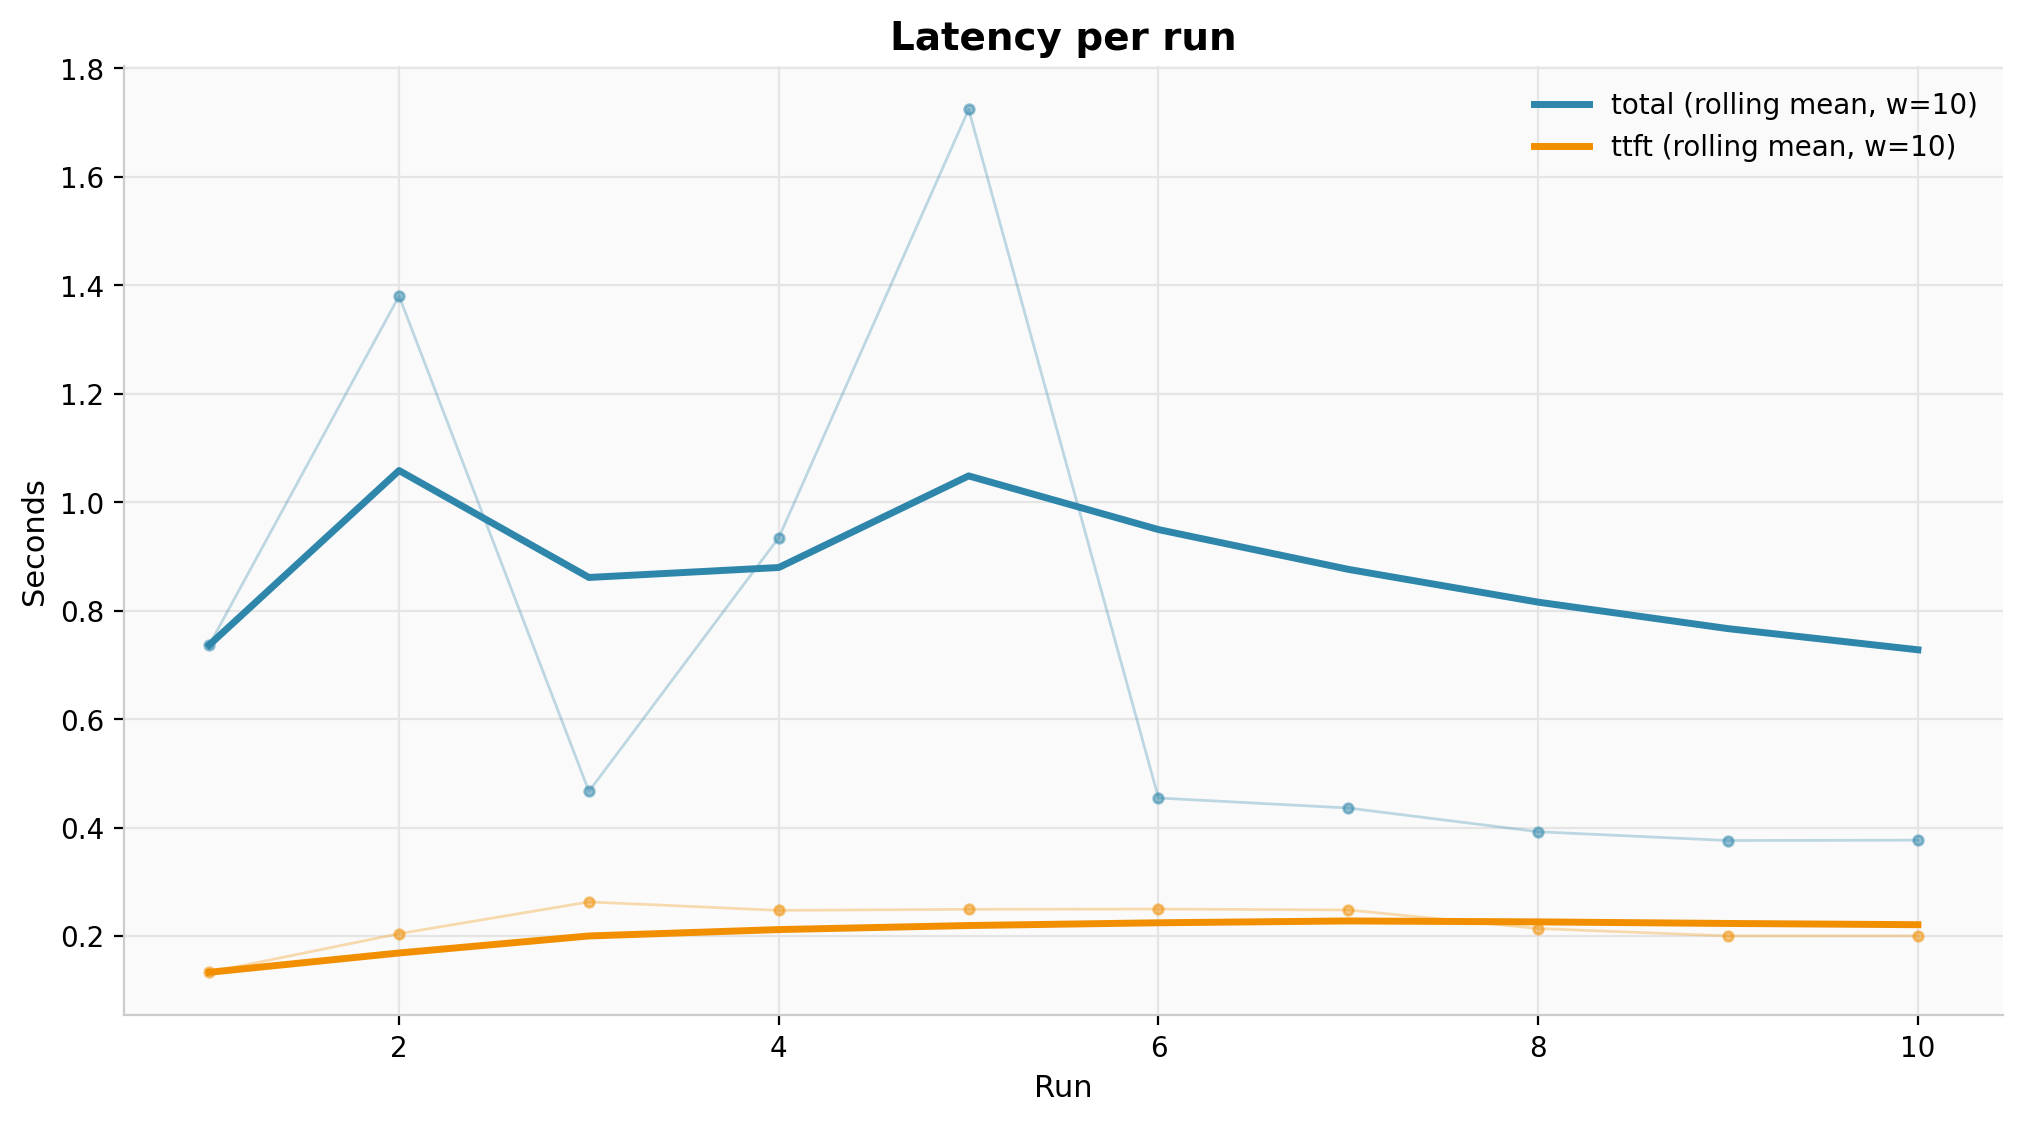 Latency per run
total (rolling mean, w=10)
ttft (rolling mean, w=10)
Seconds
1.8
1.6
1.4
1.2
1.0
0.8
0.6
0.4
0.2
2 4 6 8 10
Run